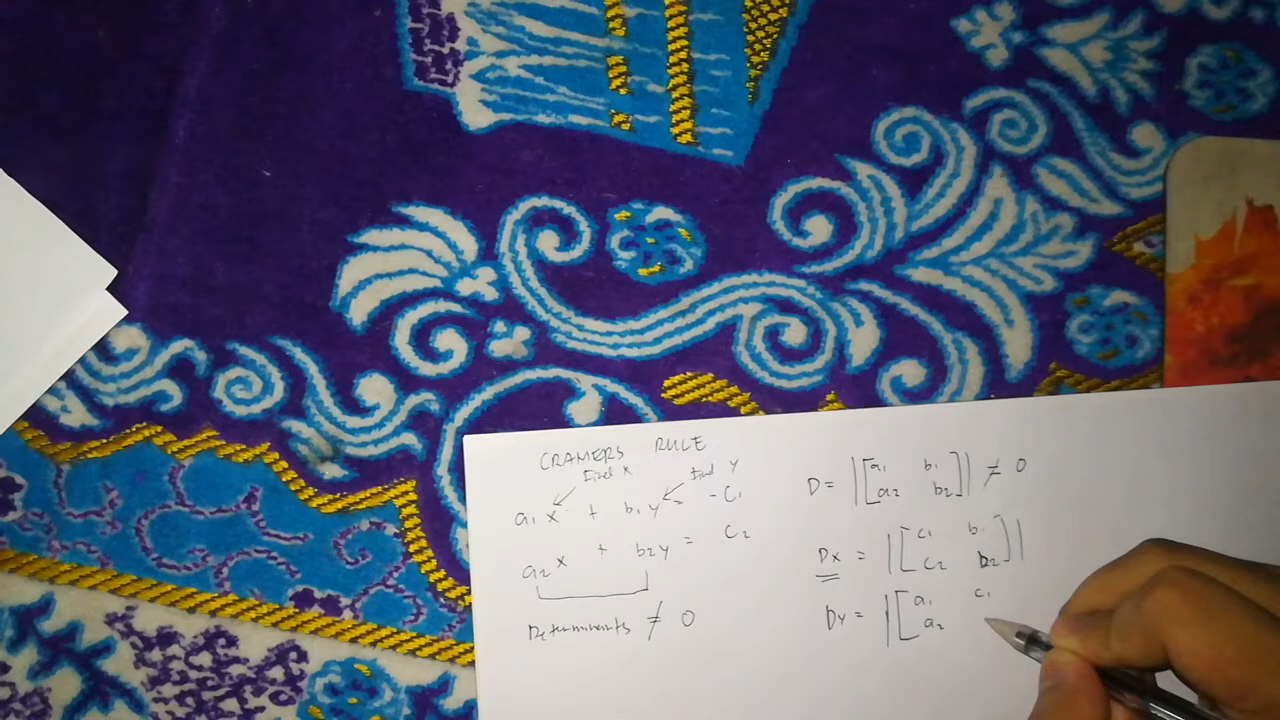 CRAMERS RULE
find x find y
a₁ x + b₁ y = -C₁
a₂ x + b₂y = C₂
Determinants ≠ 0
D = |[a₁ b₁
a₂ b₂]| ≠ 0
Dx = |[C₁ b₁
C₂ b₂]|
Dy = |[a₁ C₁
a₂